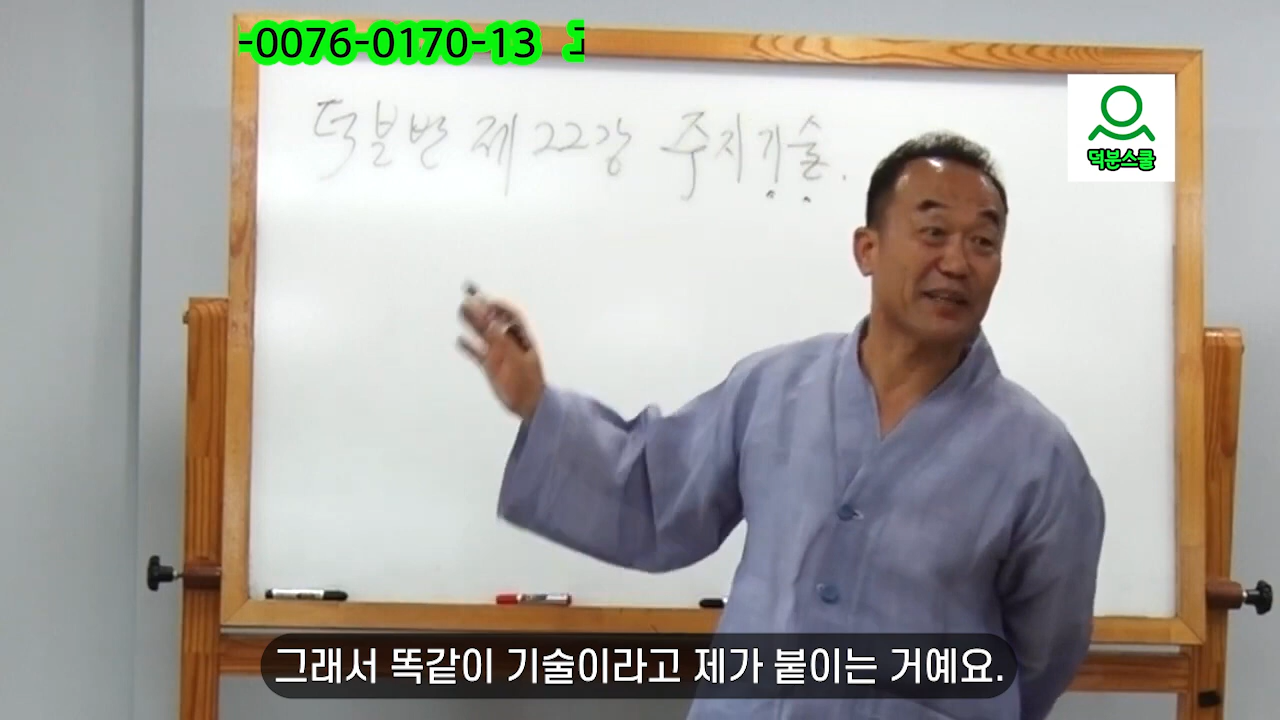 -0076-0170-13
덕분반 제22강 주지기술.
덕분스쿨
그래서 똑같이 기술이라고 제가 붙이는 거예요.